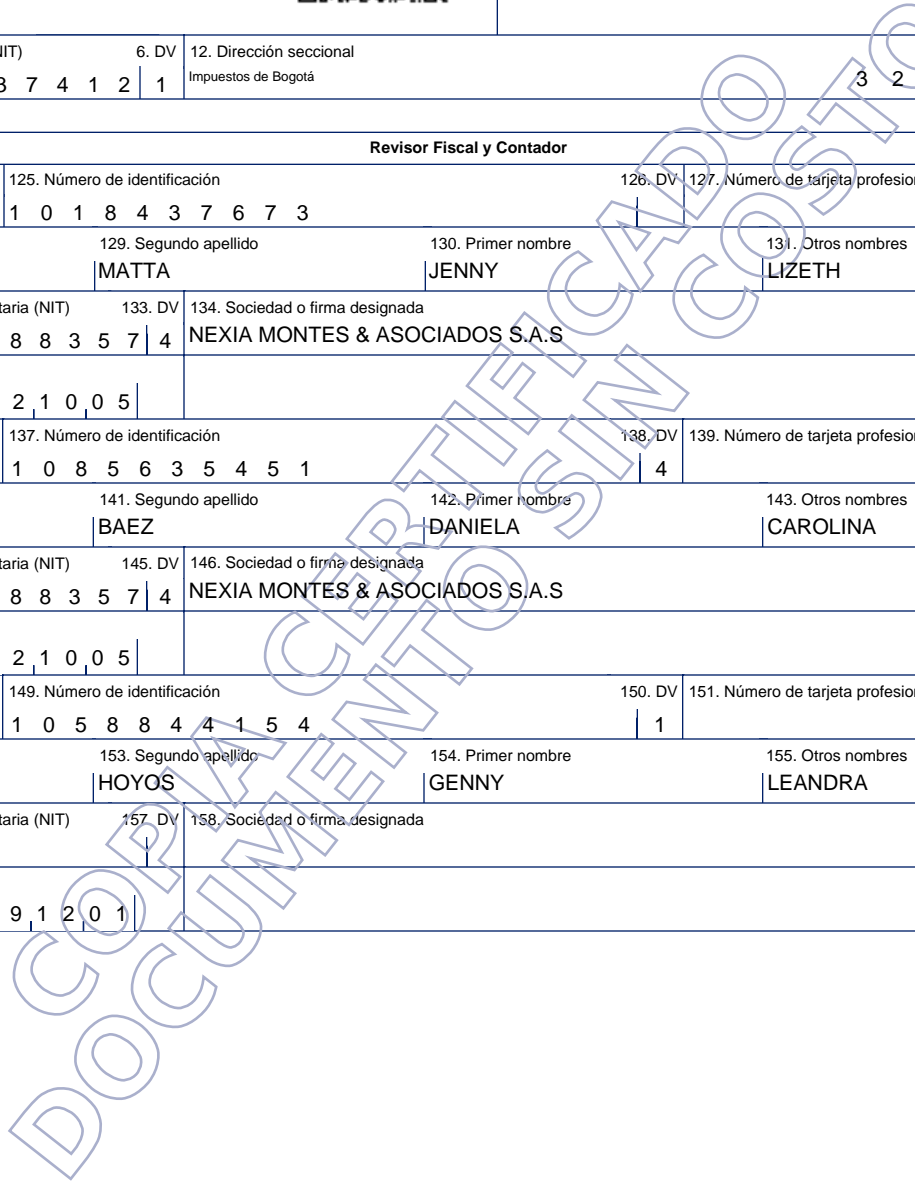 NIT) 6. DV 12. Dirección seccional
3 7 4 1 2 1 Impuestos de Bogotá 3 2
Revisor Fiscal y Contador
125. Número de identificación 126. DV 127. Número de tarjeta profesion
1 0 1 8 4 3 7 6 7 3
129. Segundo apellido 130. Primer nombre 131. Otros nombres
MATTA JENNY LIZETH
taria (NIT) 133. DV 134. Sociedad o firma designada
8 8 3 5 7 4 NEXIA MONTES & ASOCIADOS S.A.S
2 1 0 0 5
137. Número de identificación 138. DV 139. Número de tarjeta profesion
1 0 8 5 6 3 5 4 5 1 4
141. Segundo apellido 142. Primer nombre 143. Otros nombres
BAEZ DANIELA CAROLINA
taria (NIT) 145. DV 146. Sociedad o firma designada
8 8 3 5 7 4 NEXIA MONTES & ASOCIADOS S.A.S
2 1 0 0 5
149. Número de identificación 150. DV 151. Número de tarjeta profesion
1 0 5 8 8 4 4 1 5 4 1
153. Segundo apellido 154. Primer nombre 155. Otros nombres
HOYOS GENNY LEANDRA
taria (NIT) 157. DV 158. Sociedad o firma designada
9 1 2 0 1
COPIA CERTIFICADO
DOCUMENTO SIN COSTO